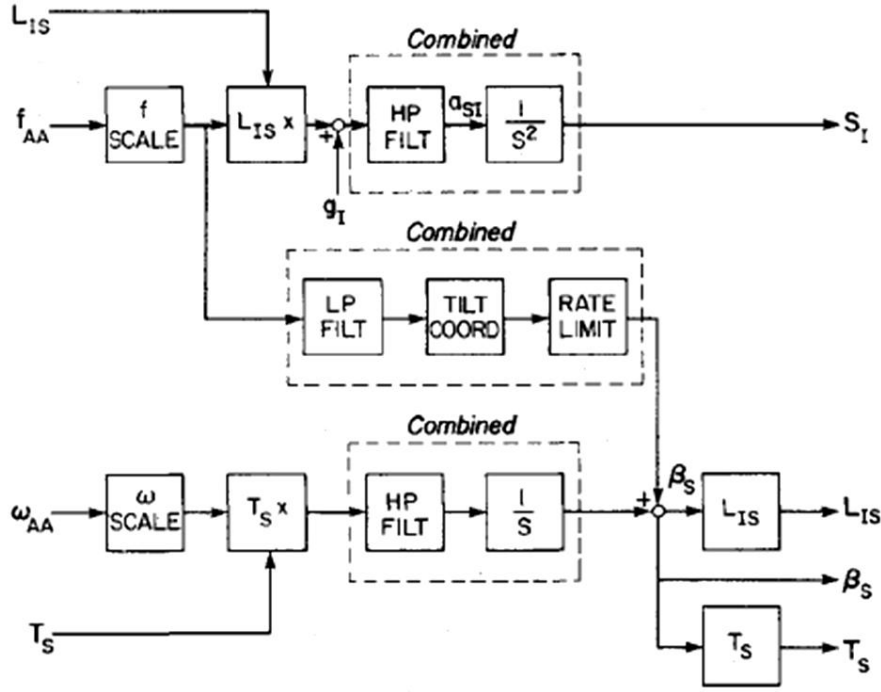 L_IS
Combined
f_AA
f
SCALE
L_IS x
+
HP
FILT
a_SI
1
S²
S_I
g_I
Combined
LP
FILT
TILT
COORD
RATE
LIMIT
Combined
ω_AA
ω
SCALE
T_S x
HP
FILT
1
S
+
β_S
L_IS
L_IS
β_S
T_S
T_S
T_S